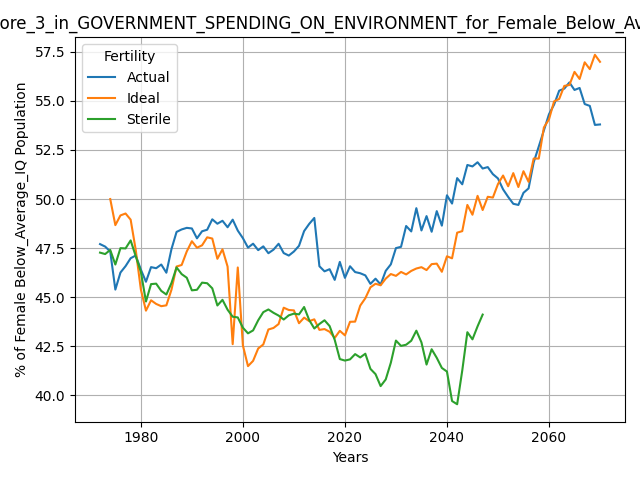 ore_3_in_GOVERNMENT_SPENDING_ON_ENVIRONMENT_for_Female_Below_Av
Fertility
Actual
Ideal
Sterile
% of Female Below_Average_IQ Population
57.5
55.0
52.5
50.0
47.5
45.0
42.5
40.0
1980
2000
2020
2040
2060
Years